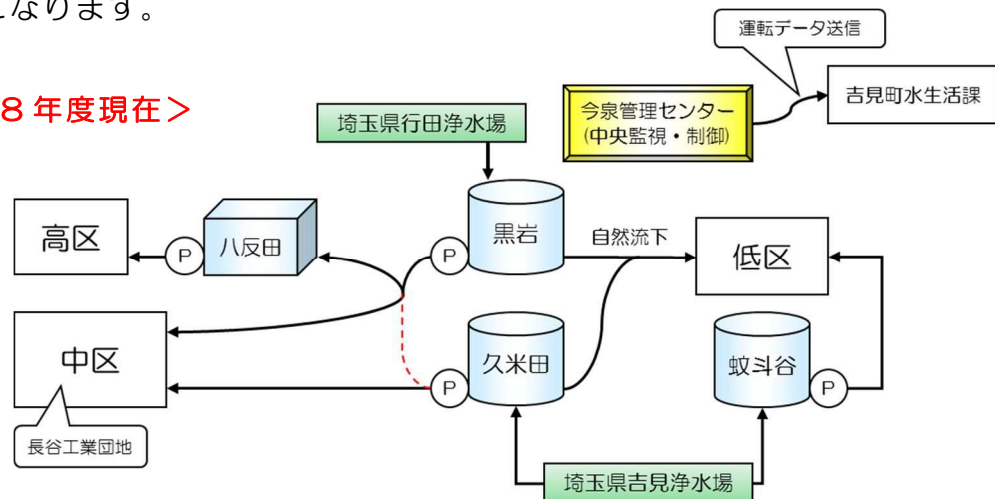 になります。
8年度現在＞
運転データ送信
吉見町水生活課
今泉管理センター
(中央監視・制御)
埼玉県行田浄水場
高区
P
八反田
P
黒岩
自然流下
低区
中区
P
久米田
蚊斗谷
P
長谷工業団地
埼玉県吉見浄水場